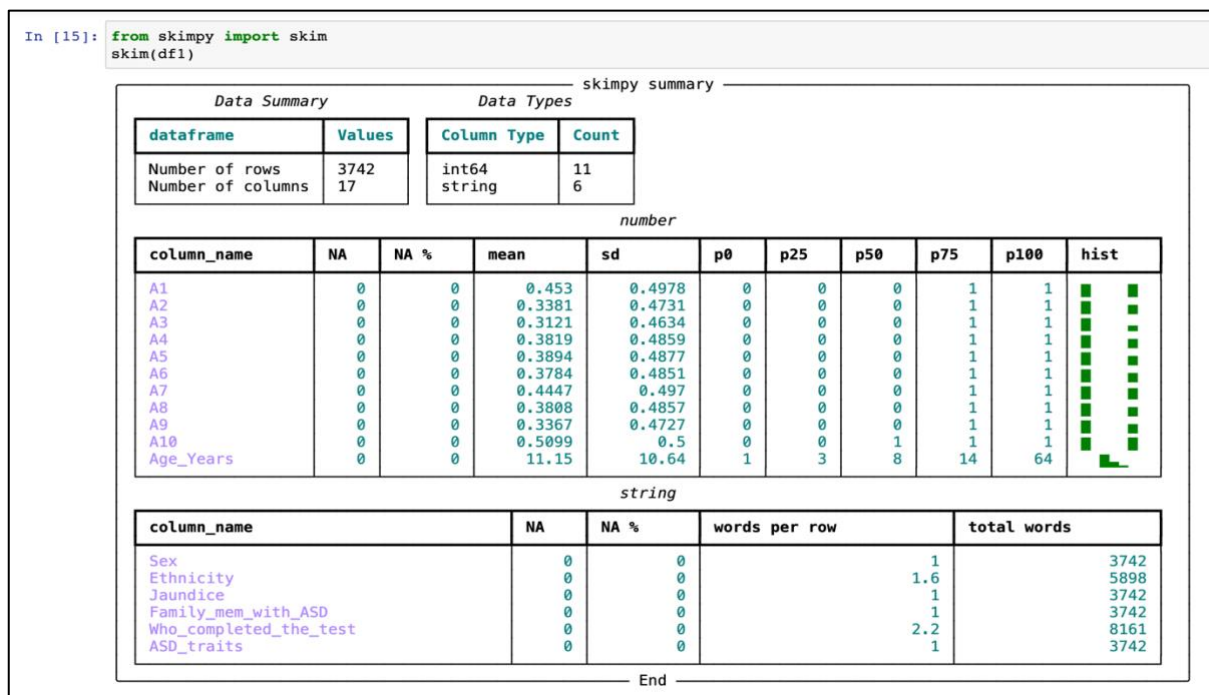 In [15]: from skimpy import skim
skim(df1)
skimpy summary
Data Summary Data Types
dataframe Values Column Type Count
Number of rows 3742 int64 11
Number of columns 17 string 6
number
column_name NA NA % mean sd p0 p25 p50 p75 p100 hist
A1 0 0 0.453 0.4978 0 0 0 1 1
A2 0 0 0.3381 0.4731 0 0 0 1 1
A3 0 0 0.3121 0.4634 0 0 0 1 1
A4 0 0 0.3819 0.4859 0 0 0 1 1
A5 0 0 0.3894 0.4877 0 0 0 1 1
A6 0 0 0.3784 0.4851 0 0 0 1 1
A7 0 0 0.4447 0.497 0 0 0 1 1
A8 0 0 0.3808 0.4857 0 0 0 1 1
A9 0 0 0.3367 0.4727 0 0 0 1 1
A10 0 0 0.5099 0.5 0 0 1 1 1
Age_Years 0 0 11.15 10.64 1 3 8 14 64
string
column_name NA NA % words per row total words
Sex 0 0 1 3742
Ethnicity 0 0 1.6 5898
Jaundice 0 0 1 3742
Family_mem_with_ASD 0 0 1 3742
Who_completed_the_test 0 0 2.2 8161
ASD_traits 0 0 1 3742
End